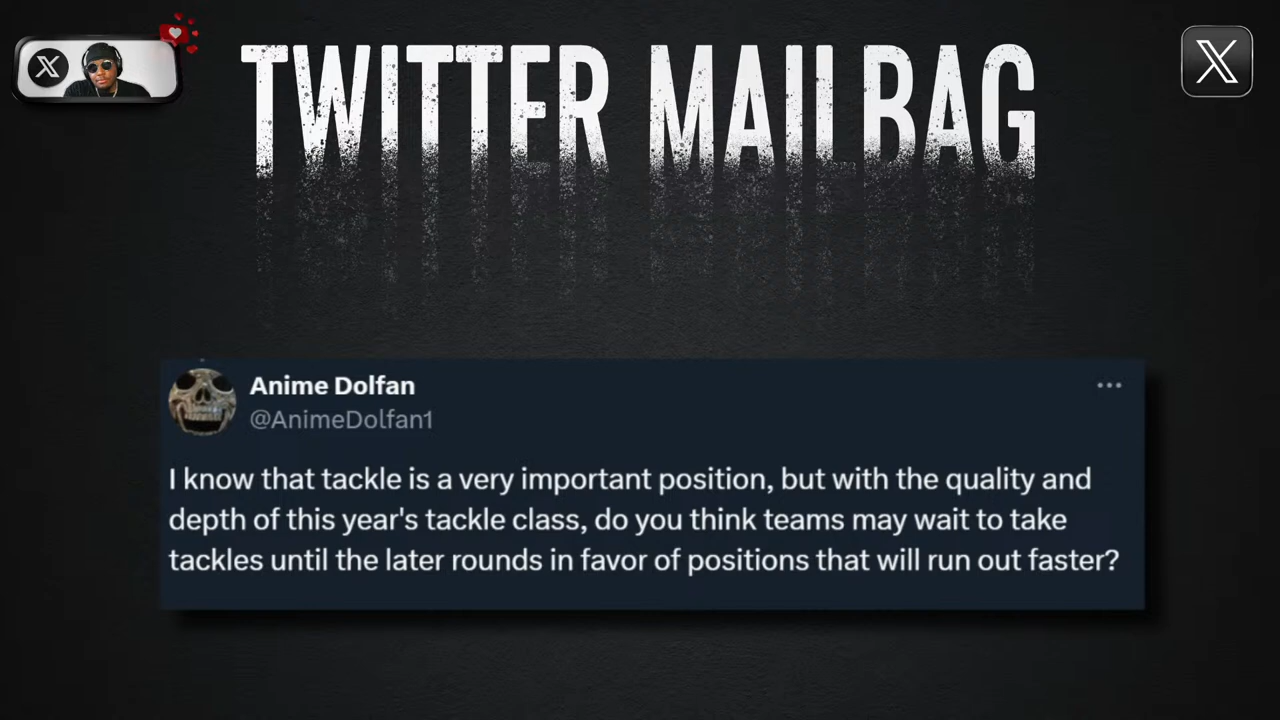 TWITTER MAILBAG
Anime Dolfan
@AnimeDolfan1
I know that tackle is a very important position, but with the quality and
depth of this year's tackle class, do you think teams may wait to take
tackles until the later rounds in favor of positions that will run out faster?